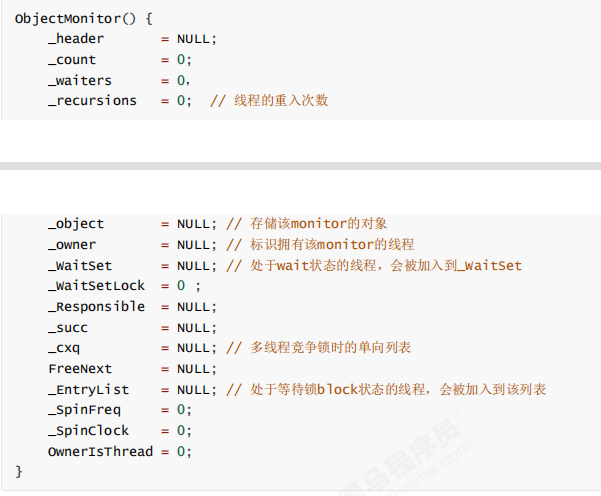 ObjectMonitor() {
_header = NULL;
_count = 0;
_waiters = 0,
_recursions = 0; // 线程的重入次数
_object = NULL; // 存储该monitor的对象
_owner = NULL; // 标识拥有该monitor的线程
_WaitSet = NULL; // 处于wait状态的线程，会被加入到_WaitSet
_WaitSetLock = 0 ;
_Responsible = NULL;
_succ = NULL;
_cxq = NULL; // 多线程竞争锁时的单向列表
FreeNext = NULL;
_EntryList = NULL; // 处于等待锁block状态的线程，会被加入到该列表
_SpinFreq = 0;
_SpinClock = 0;
OwnerIsThread = 0;
}
黑马程序员